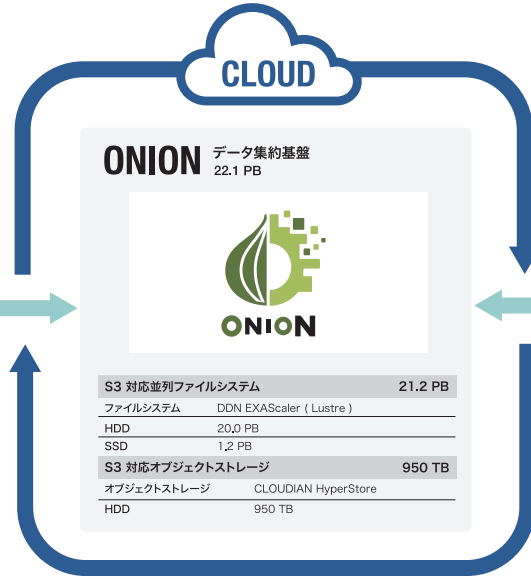 CLOUD
ONION データ集約基盤
22.1 PB
ONION
S3 対応並列ファイルシステム 21.2 PB
ファイルシステム DDN EXAScaler ( Lustre )
HDD 20.0 PB
SSD 1.2 PB
S3 対応オブジェクトストレージ 950 TB
オブジェクトストレージ CLOUDIAN HyperStore
HDD 950 TB